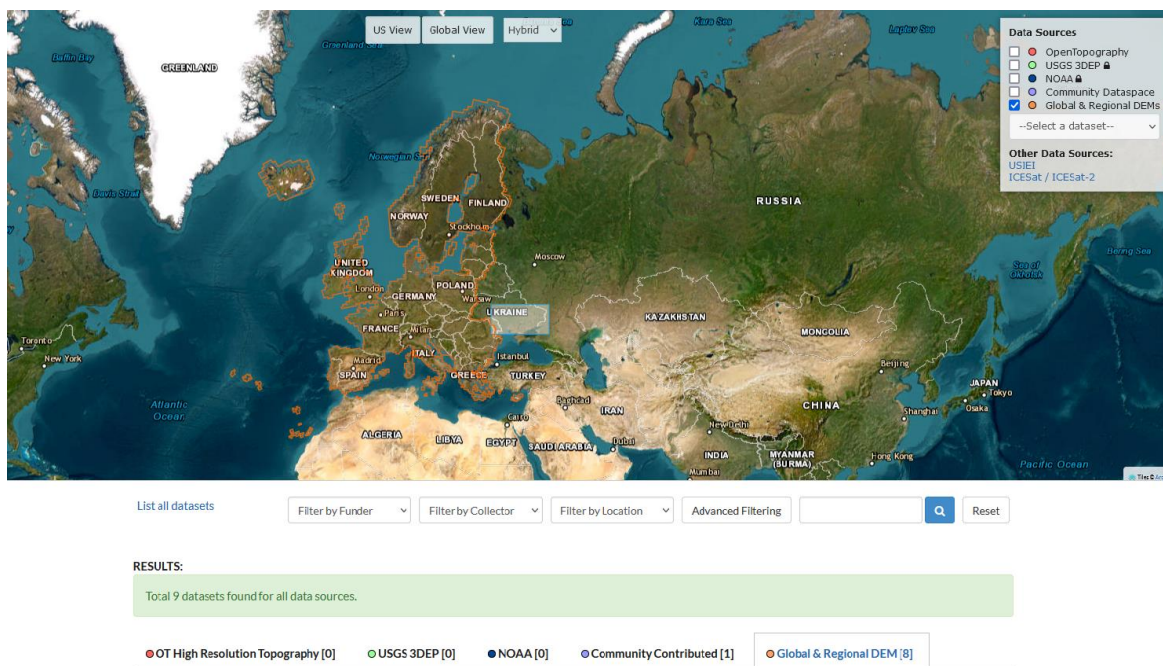 US View
Global View
Hybrid
Kara Sea
Laptev Sea
Baffin Bay
GREENLAND
Greenland Sea
Data Sources
OpenTopography
USGS 3DEP
NOAA
Community Dataspace
Global & Regional DEMs
--Select a dataset--
Other Data Sources:
USIEI
ICESat / ICESat-2
Norwegian
Davis Strait
SWEDEN
FINLAND
NORWAY
Stockholm
RUSSIA
Bering Sea
Sea of
Okhotsk
Moscow
UNITED
KINGDOM
London
POLAND
GERMANY
Warsaw
Paris
UKRAINE
KAZAKHSTAN
FRANCE
Milan
MONGOLIA
Toronto
New York
Madrid
ITALY
Istanbul
Beijing
SPAIN
GREECE
TURKEY
JAPAN
Tokyo
Atlantic
Ocean
Baghdad
IRAN
CHINA
Shanghai
Osaka
Cairo
New Delhi
ALGERIA
LIBYA
EGYPT
SAUDI ARABIA
Dubai
INDIA
MYANMAR
(BURMA)
Hong Kong
Mumbai
Pacific Ocean
Tiles ©
List all datasets
Filter by Funder
Filter by Collector
Filter by Location
Advanced Filtering
Reset
RESULTS:
Total 9 datasets found for all data sources.
OT High Resolution Topography [0]
USGS 3DEP [0]
NOAA [0]
Community Contributed [1]
Global & Regional DEM [8]